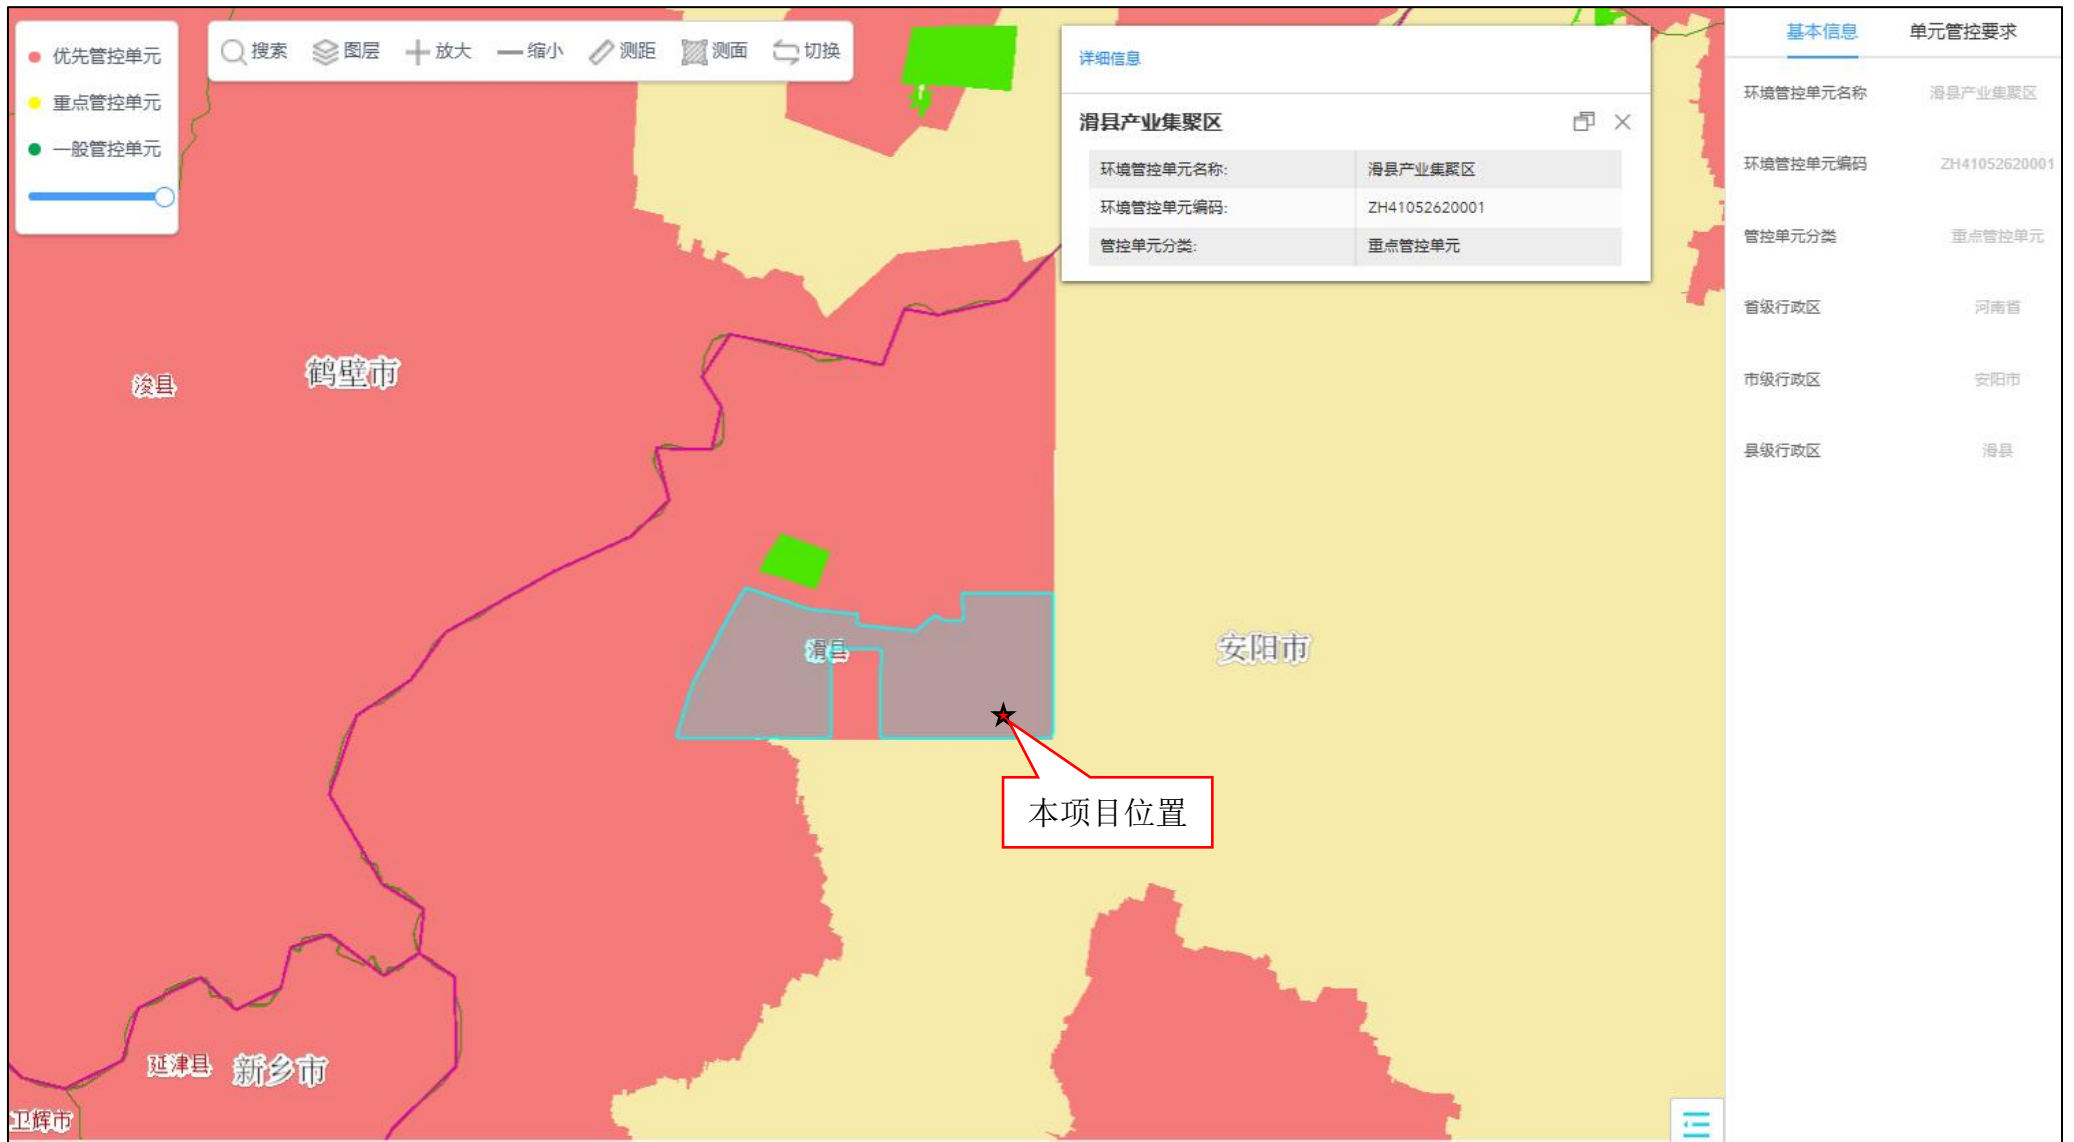 优先管控单元
重点管控单元
一般管控单元
搜索 图层 放大 缩小 测距 测面 切换
详细信息
滑县产业集聚区
环境管控单元名称: 滑县产业集聚区
环境管控单元编码: ZH41052620001
管控单元分类: 重点管控单元
基本信息 单元管控要求
环境管控单元名称 滑县产业集聚区
环境管控单元编码 ZH41052620001
管控单元分类 重点管控单元
省级行政区 河南省
市级行政区 安阳市
县级行政区 滑县
浚县
鹤壁市
滑县
安阳市
本项目位置
延津县
新乡市
卫辉市